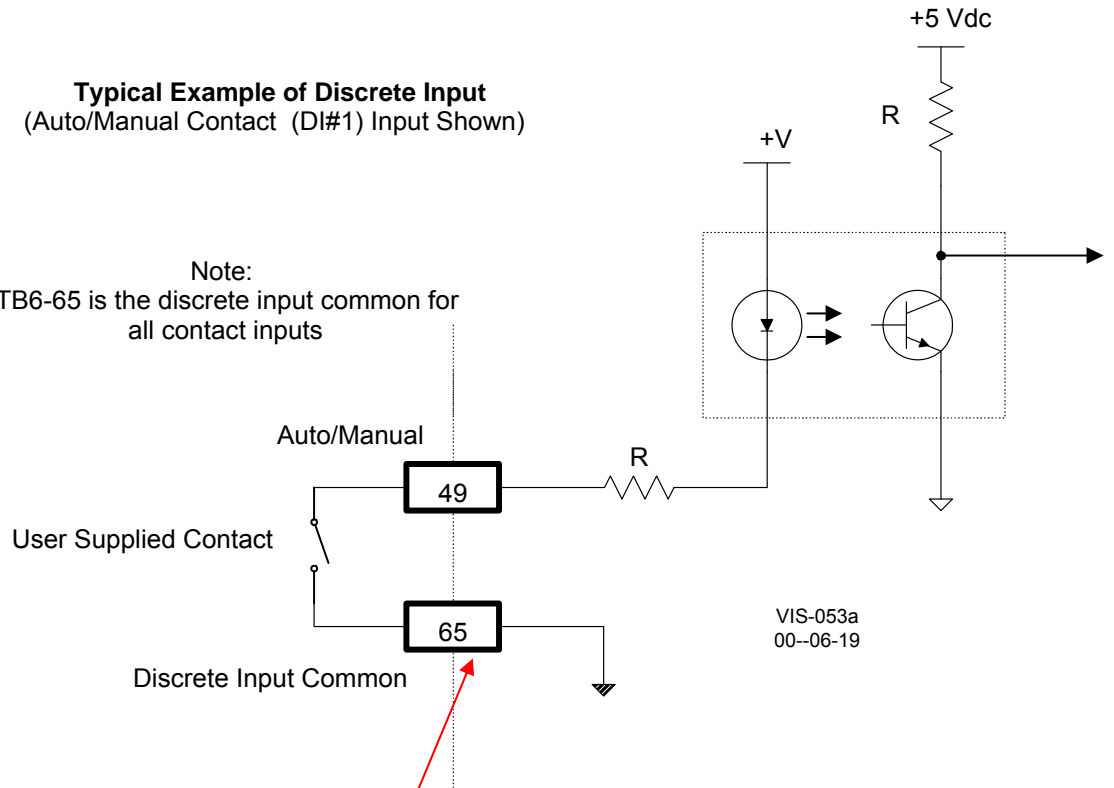 +5 Vdc
Typical Example of Discrete Input
(Auto/Manual Contact (DI#1) Input Shown)
R
+V
Note:
TB6-65 is the discrete input common for
all contact inputs
Auto/Manual
49
R
User Supplied Contact
65
Discrete Input Common
VIS-053a
00--06-19